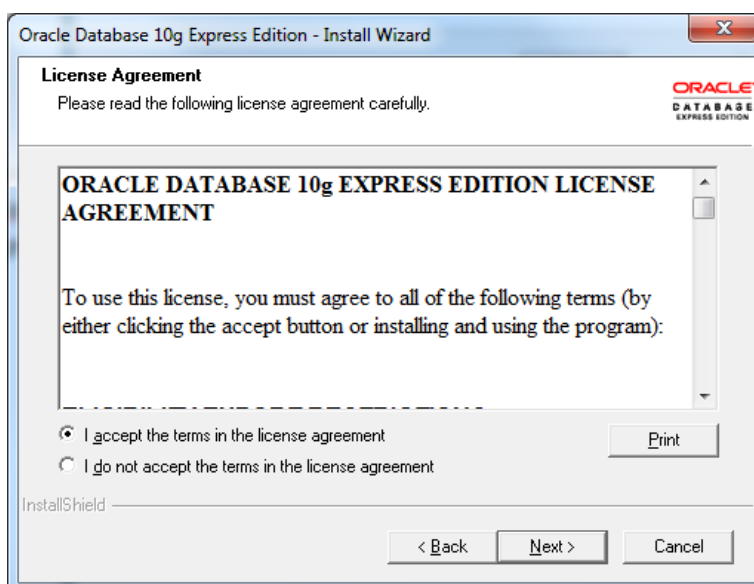 Oracle Database 10g Express Edition - Install Wizard
License Agreement
Please read the following license agreement carefully.
ORACLE
DATABASE
EXPRESS EDITION
ORACLE DATABASE 10g EXPRESS EDITION LICENSE
AGREEMENT
To use this license, you must agree to all of the following terms (by
either clicking the accept button or installing and using the program):
I accept the terms in the license agreement
Print
I do not accept the terms in the license agreement
InstallShield
< Back
Next >
Cancel